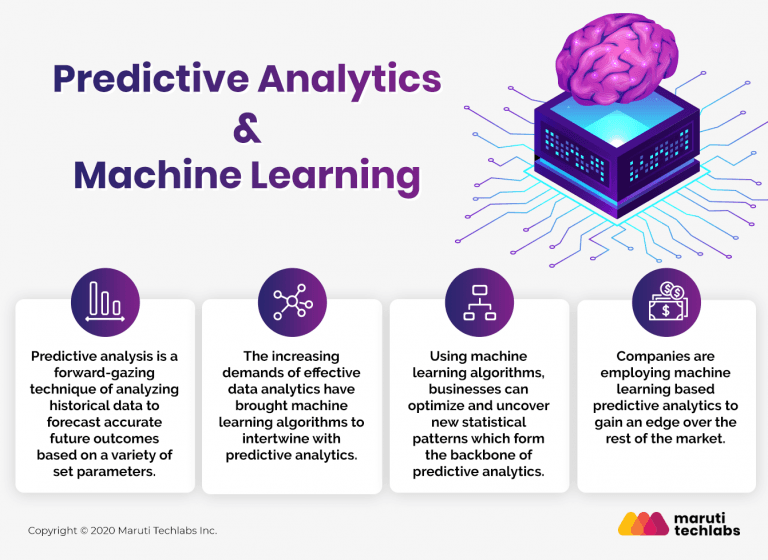 Predictive Analytics
&
Machine Learning
Predictive analysis is a
forward-gazing
technique of analyzing
historical data to
forecast accurate
future outcomes
based on a variety of
set parameters.
The increasing
demands of effective
data analytics have
brought machine
learning algorithms to
intertwine with
predictive analytics.
Using machine
learning algorithms,
businesses can
optimize and uncover
new statistical
patterns which form
the backbone of
predictive analytics.
$ $
$
Companies are
employing machine
learning based
predictive analytics to
gain an edge over the
rest of the market.
Copyright © 2020 Maruti Techlabs Inc.
maruti
techlabs